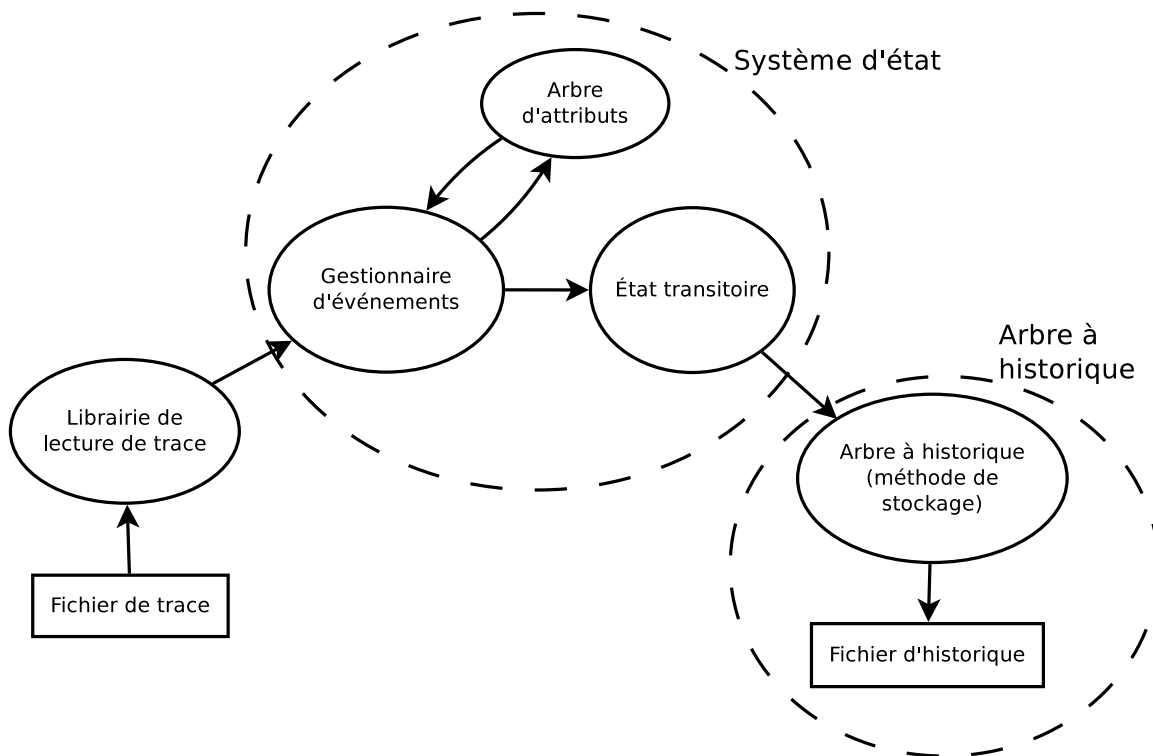 Système d'état
Arbre
d'attributs
Gestionnaire
d'événements
État transitoire
Arbre à
historique
Librairie de
lecture de trace
Arbre à historique
(méthode de
stockage)
Fichier de trace
Fichier d'historique